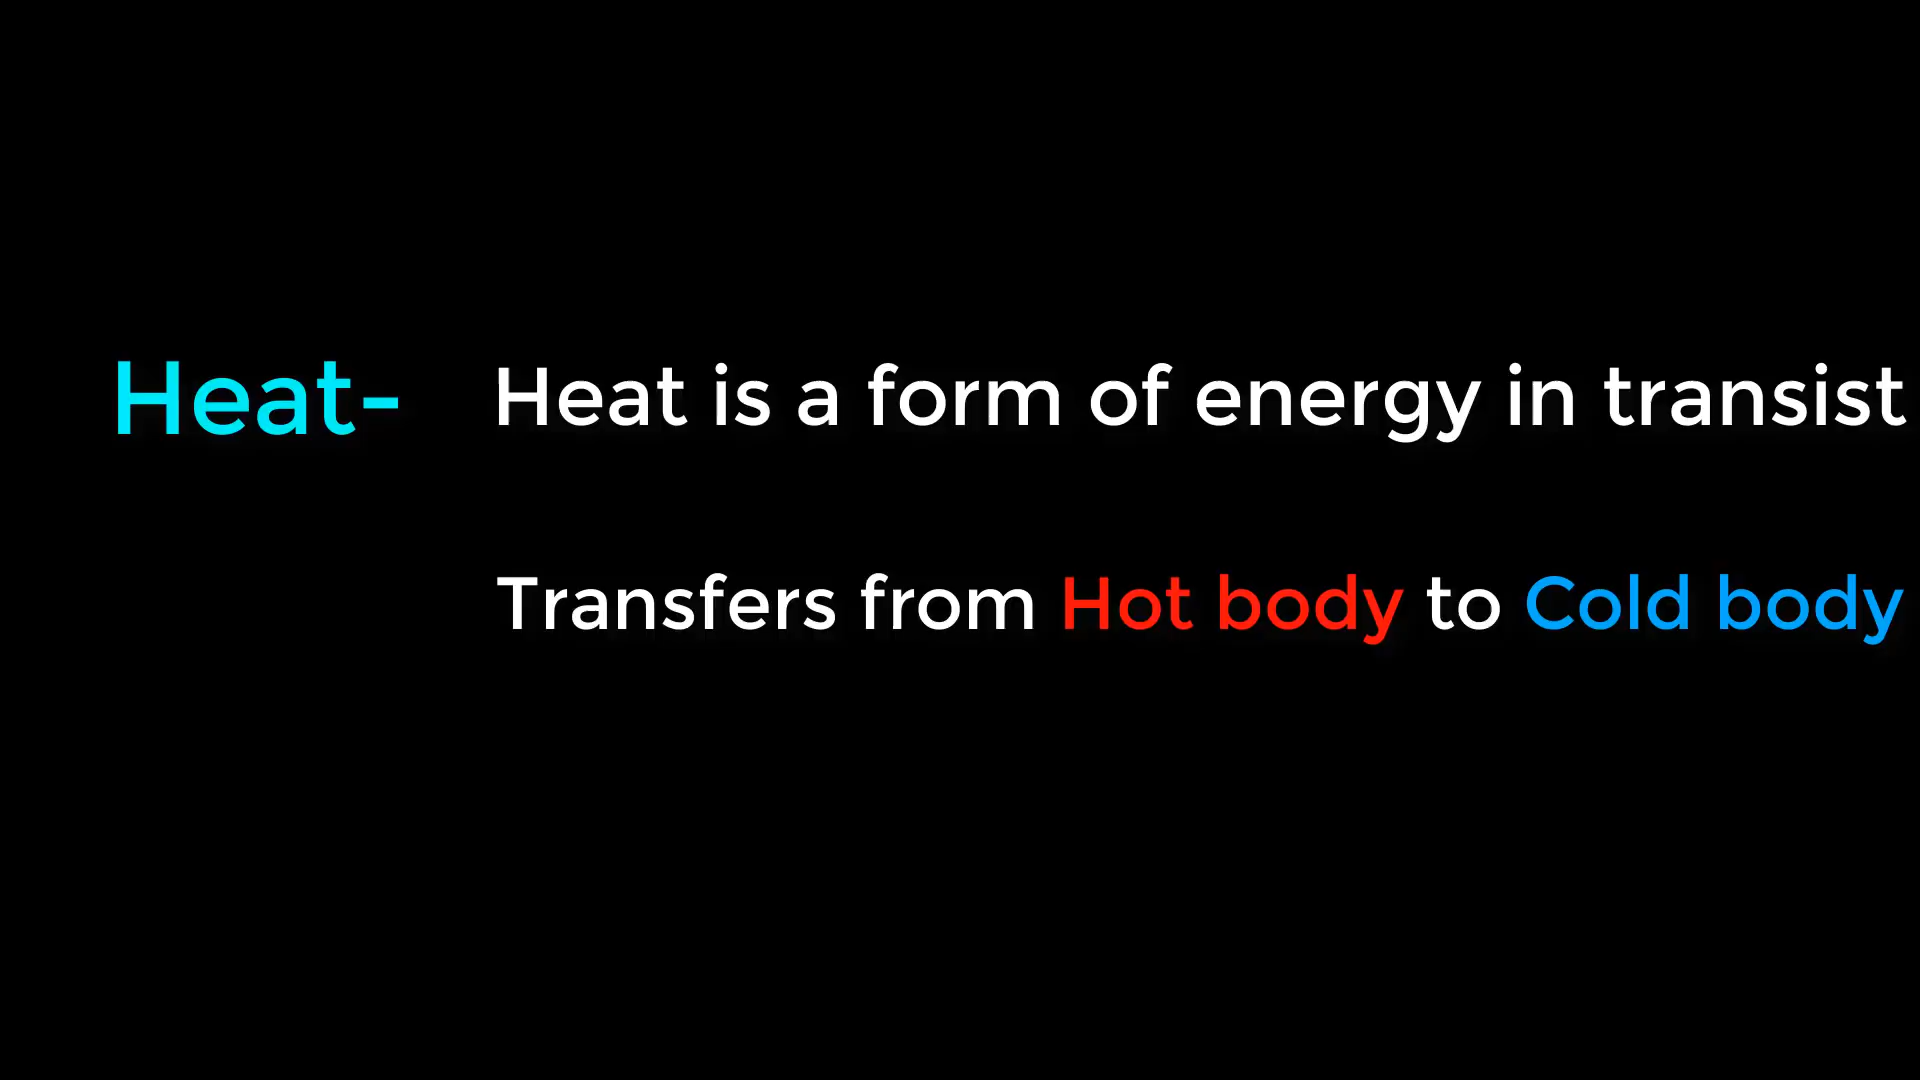 Heat- Heat is a form of energy in transist
Transfers from Hot body to Cold body